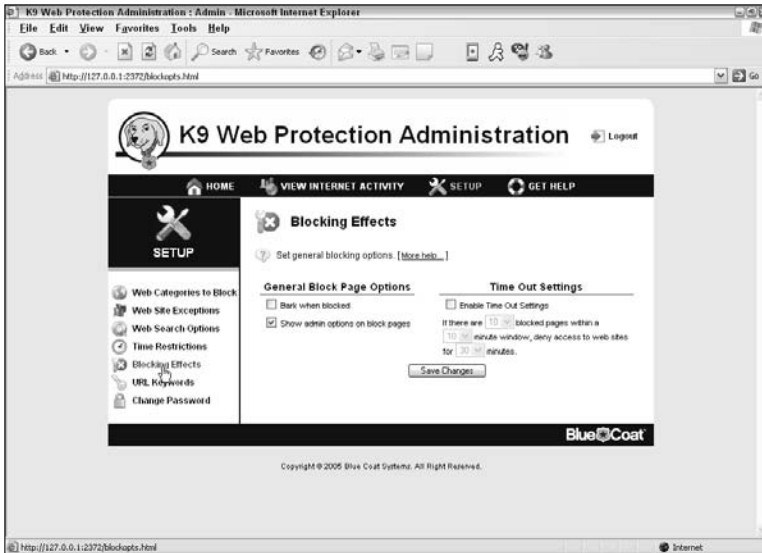 K9 Web Protection Administration : Admin - Microsoft Internet Explorer
File Edit View Favorites Tools Help
Back Search Favorites
Address http://127.0.0.1:2372/blockopts.html Go
K9 Web Protection Administration Logout
HOME VIEW INTERNET ACTIVITY SETUP GET HELP
SETUP
Web Categories to Block
Web Site Exceptions
Web Search Options
Time Restrictions
Blocking Effects
URL Keywords
Change Password
Blocking Effects
Set general blocking options. [More help...]
General Block Page Options
Bark when blocked
Show admin options on block pages
Time Out Settings
Enable Time Out Settings
If there are 10 blocked pages within a
10 minute window, deny access to web sites
for 30 minutes.
Save Changes
Blue Coat
Copyright © 2005 Blue Coat Systems. All Right Reserved.
http://127.0.0.1:2372/blockopts.html Internet